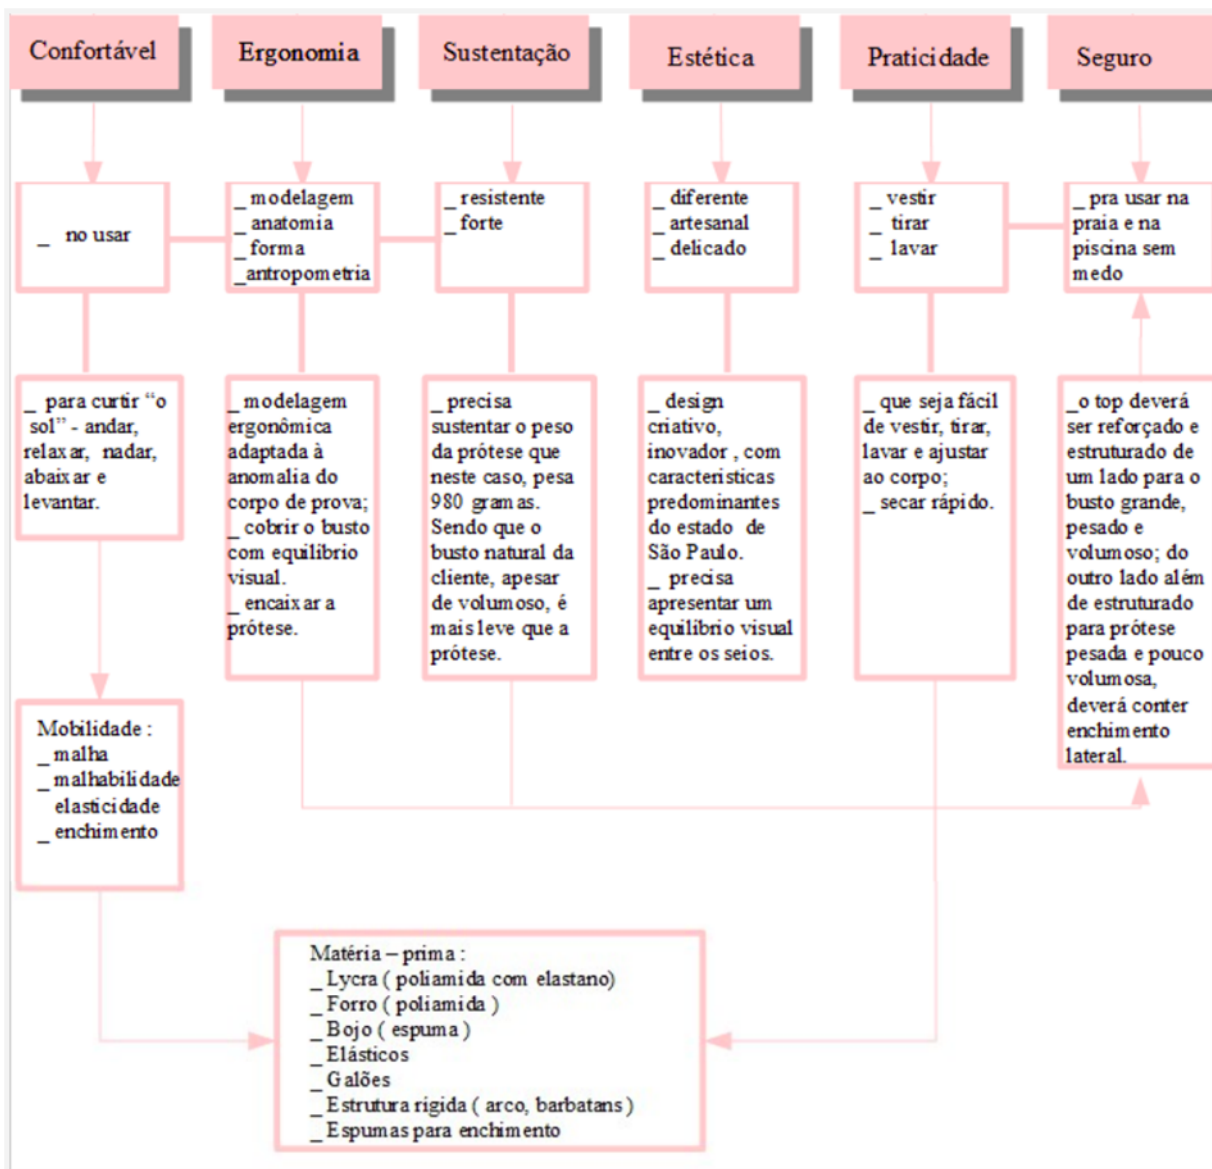 Confortável
Ergonomia
Sustentação
Estética
Praticidade
Seguro
_ no usar
_ modelagem
_ anatomia
_ forma
_antropometria
_ resistente
_ forte
_ diferente
_ artesanal
_ delicado
_ vestir
_ tirar
_ lavar
_ pra usar na
praia e na
piscina sem
medo
_ para curtir “o
sol” - andar,
relaxar, nadar,
abaixar e
levantar.
_ modelagem
ergonômica
adaptada à
anomalia do
corpo de prova;
_ cobrir o busto
com equilíbrio
visual.
_ encaixar a
prótese.
_ precisa
sustentar o peso
da prótese que
neste caso, pesa
980 gramas.
Sendo que o
busto natural da
cliente, apesar
de volumoso, é
mais leve que a
prótese.
_ design
criativo,
inovador , com
características
predominantes
do estado de
São Paulo.
_ precisa
apresentar um
equilíbrio visual
entre os seios.
_ que seja fácil
de vestir, tirar,
lavar e ajustar
ao corpo;
_ secar rápido.
_o top deverá
ser reforçado e
estruturado de
um lado para o
busto grande,
pesado e
volumoso; do
outro lado além
de estruturado
para prótese
pesada e pouco
volumosa,
deverá conter
enchimento
lateral.
Mobilidade :
_ malha
_ malhabilidade
elasticidade
_ enchimento
Matéria – prima :
_ Lycra ( poliamida com elastano)
_ Forro ( poliamida )
_ Bojo ( espuma )
_ Elásticos
_ Galões
_ Estrutura rígida ( arco, barbatans )
_ Espumas para enchimento